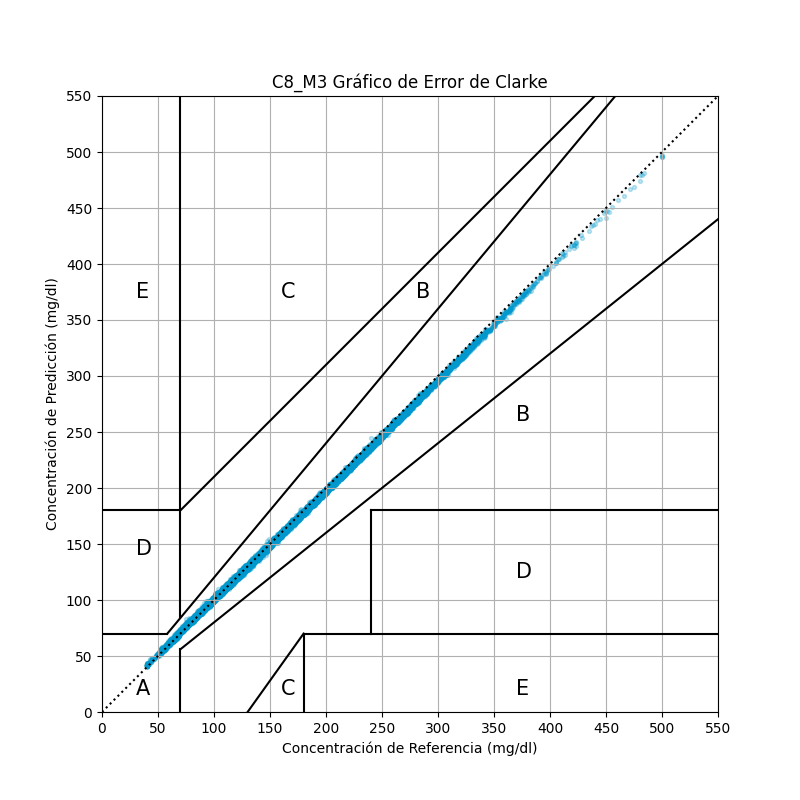 C8_M3 Gráfico de Error de Clarke
550
500
450
400
350
300
250
200
150
100
50
0
Concentración de Predicción (mg/dl)
E
C
B
B
D
D
A
C
E
0 50 100 150 200 250 300 350 400 450 500 550
Concentración de Referencia (mg/dl)